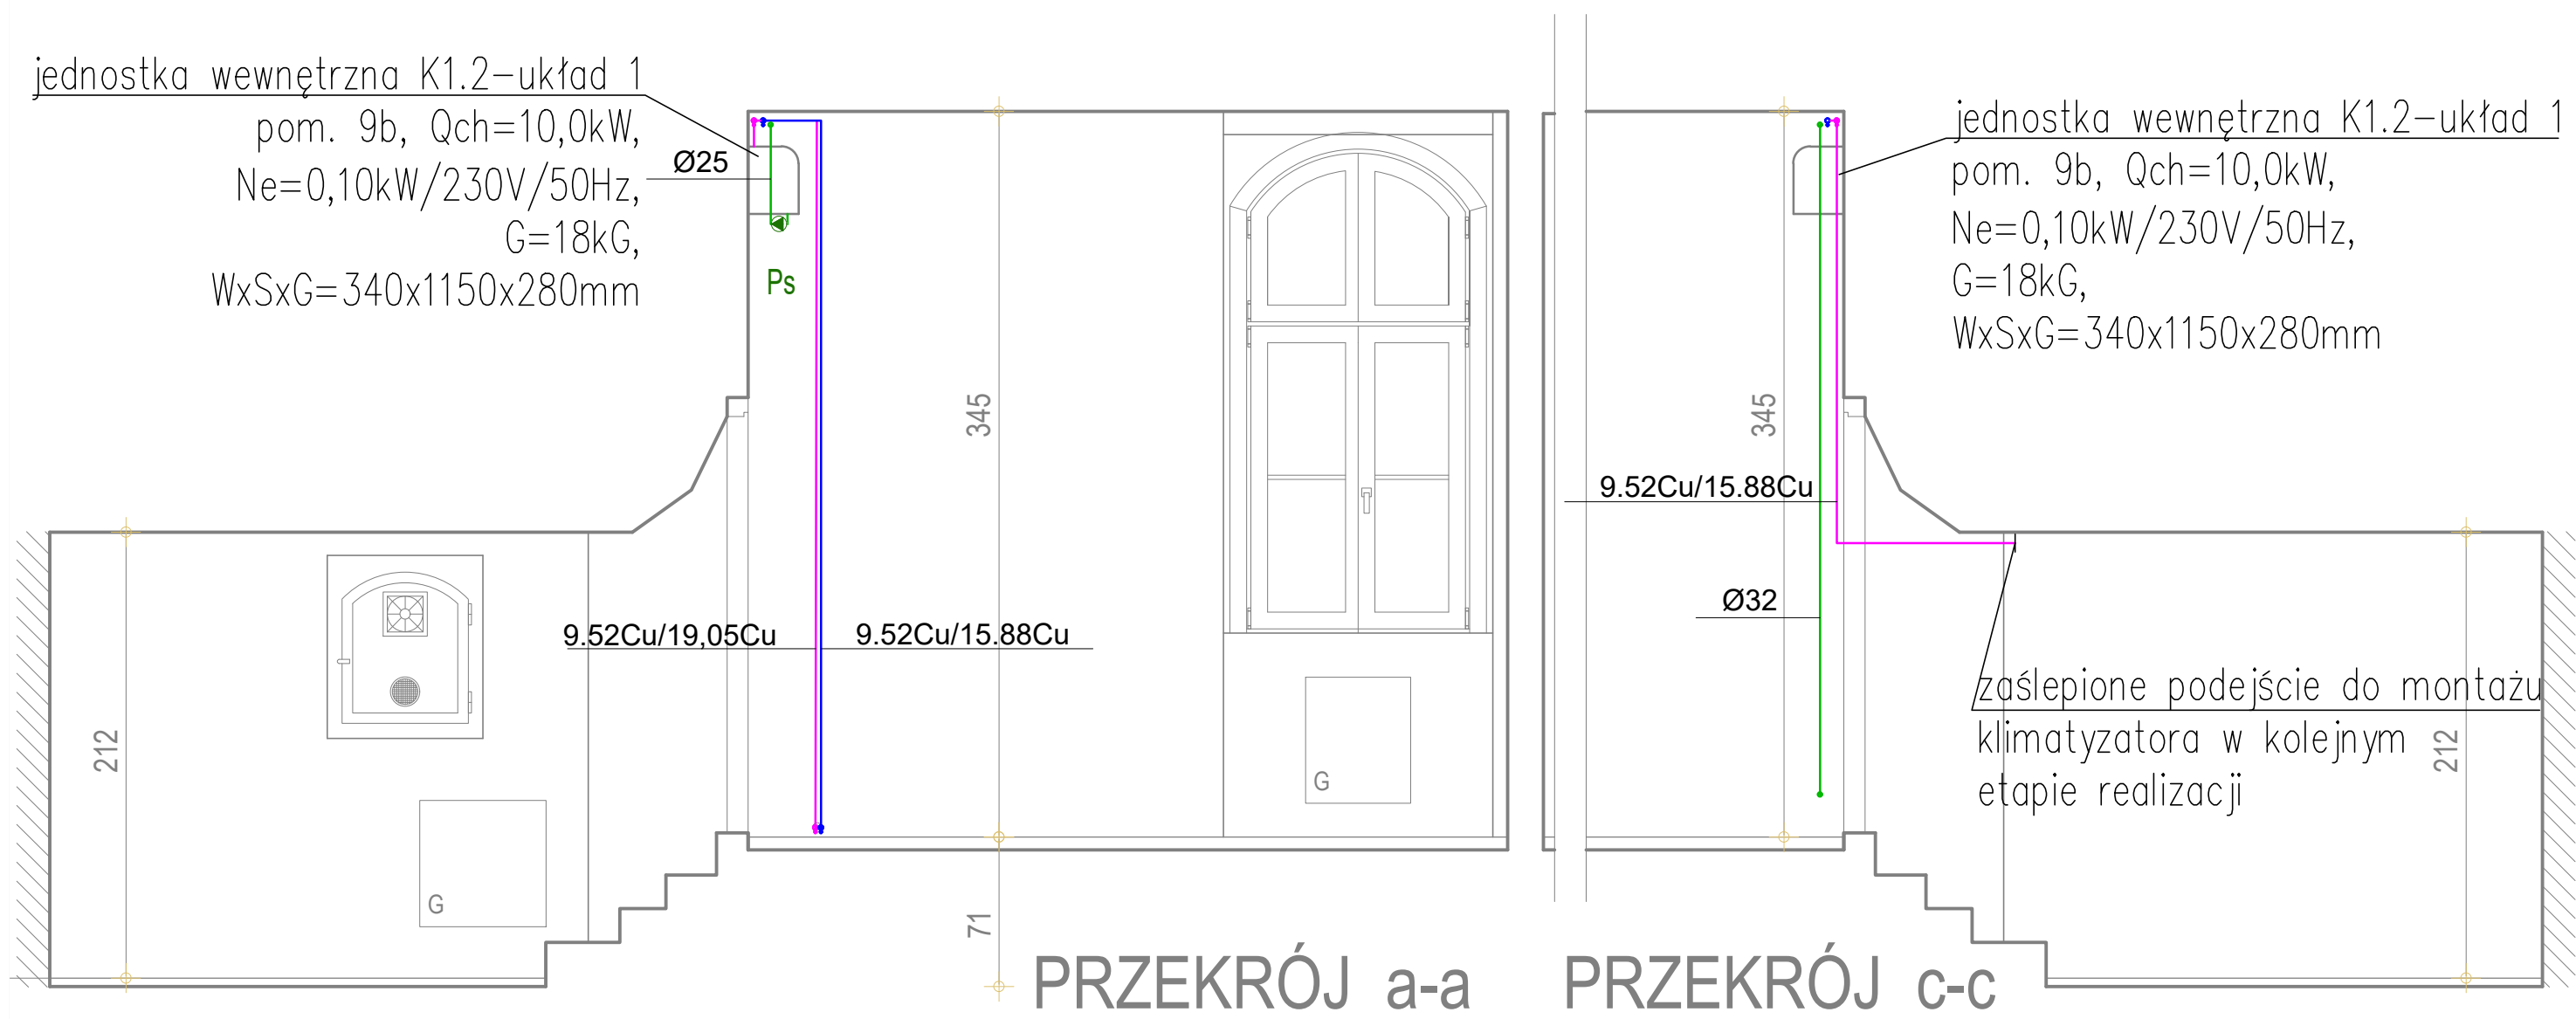 jednostka wewnętrzna K1.2-układ 1
pom. 9b, Qch=10,0kW,
Ne=0,10kW/230V/50Hz,
G=18kG,
WxSxG=340x1150x280mm
Ø25
Ps
345
9.52Cu/19,05Cu
9.52Cu/15.88Cu
212
G
G
71
PRZEKRÓJ a-a
jednostka wewnętrzna K1.2-układ 1
pom. 9b, Qch=10,0kW,
Ne=0,10kW/230V/50Hz,
G=18kG,
WxSxG=340x1150x280mm
345
9.52Cu/15.88Cu
Ø32
zaślepione podejście do montażu
klimatyzatora w kolejnym
etapie realizacji
212
PRZEKRÓJ c-c